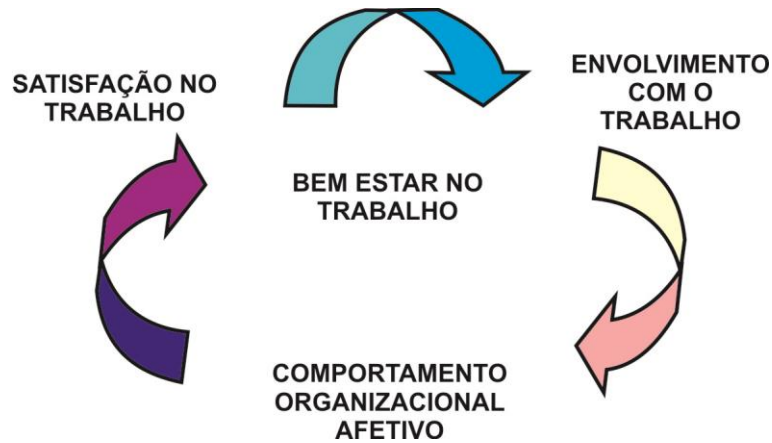 SATISFAÇÃO NO
TRABALHO
ENVOLVIMENTO
COM O
TRABALHO
BEM ESTAR NO
TRABALHO
COMPORTAMENTO
ORGANIZACIONAL
AFETIVO